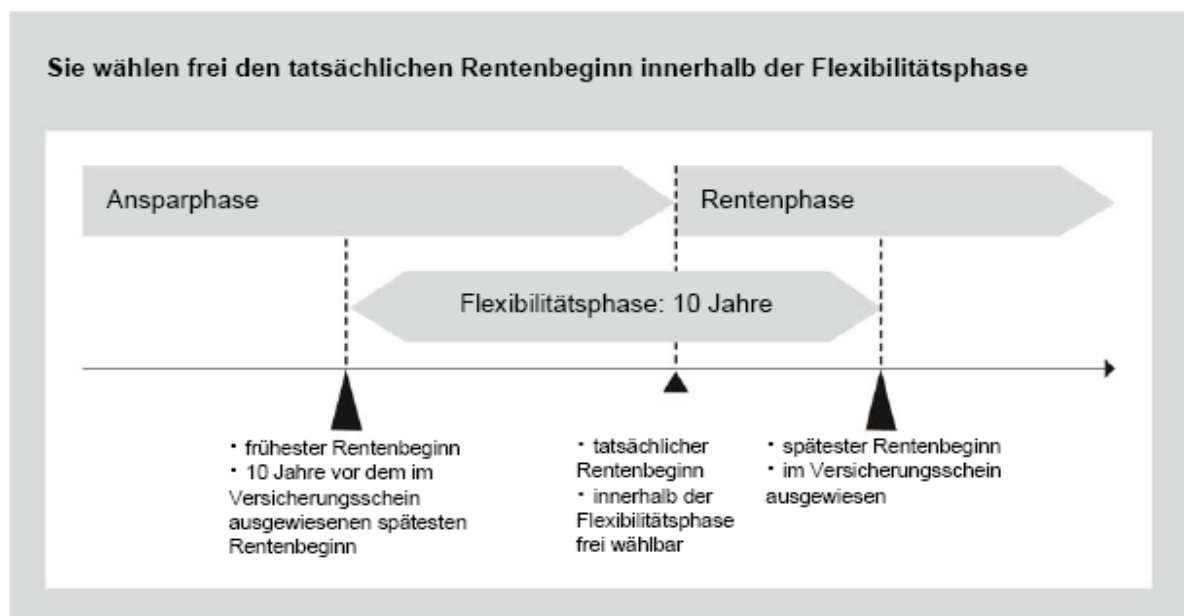 Sie wählen frei den tatsächlichen Rentenbeginn innerhalb der Flexibilitätsphase
Ansparphase
Rentenphase
Flexibilitätsphase: 10 Jahre
· frühester Rentenbeginn
· 10 Jahre vor dem im
Versicherungsschein
ausgewiesenen spätesten
Rentenbeginn
· tatsächlicher
Rentenbeginn
· innerhalb der
Flexibilitätsphase
frei wählbar
· spätester Rentenbeginn
· im Versicherungsschein
ausgewiesen